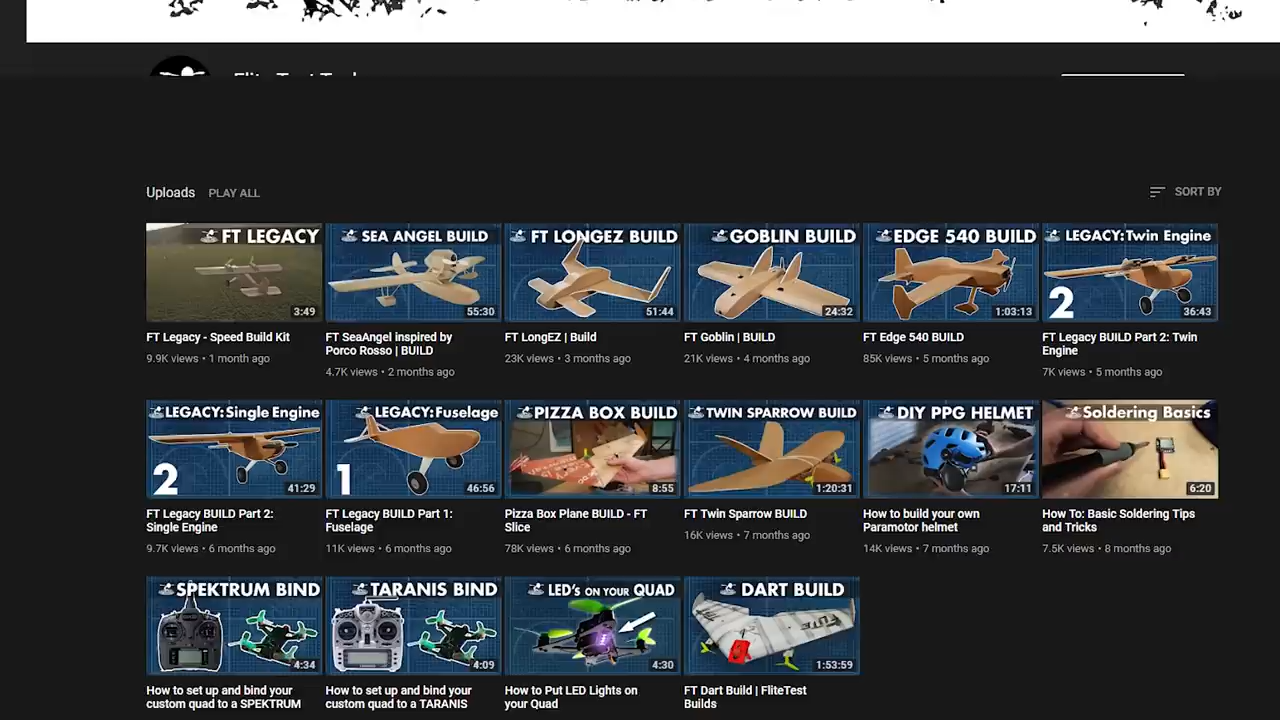 Uploads PLAY ALL SORT BY
FT LEGACY
3:49
FT Legacy - Speed Build Kit
9.9K views • 1 month ago
SEA ANGEL BUILD
55:30
FT SeaAngel inspired by
Porco Rosso | BUILD
4.7K views • 2 months ago
FT LONGEZ BUILD
51:44
FT LongEZ | Build
23K views • 3 months ago
GOBLIN BUILD
24:32
FT Goblin | BUILD
21K views • 4 months ago
EDGE 540 BUILD
1:03:13
FT Edge 540 BUILD
85K views • 5 months ago
LEGACY: Twin Engine
2
36:43
FT Legacy BUILD Part 2: Twin
Engine
7K views • 5 months ago
LEGACY: Single Engine
2
41:29
FT Legacy BUILD Part 2:
Single Engine
9.7K views • 6 months ago
LEGACY: Fuselage
1
46:56
FT Legacy BUILD Part 1:
Fuselage
11K views • 6 months ago
PIZZA BOX BUILD
8:55
Pizza Box Plane BUILD - FT
Slice
78K views • 6 months ago
TWIN SPARROW BUILD
1:20:31
FT Twin Sparrow BUILD
16K views • 7 months ago
DIY PPG HELMET
17:11
How to build your own
Paramotor helmet
14K views • 7 months ago
Soldering Basics
6:20
How To: Basic Soldering Tips
and Tricks
7.5K views • 8 months ago
SPEKTRUM BIND
4:34
How to set up and bind your
custom quad to a SPEKTRUM
TARANIS BIND
4:09
How to set up and bind your
custom quad to a TARANIS
LED's ON YOUR QUAD
4:30
How to Put LED Lights on
your Quad
DART BUILD
1:53:59
FT Dart Build | FliteTest
Builds